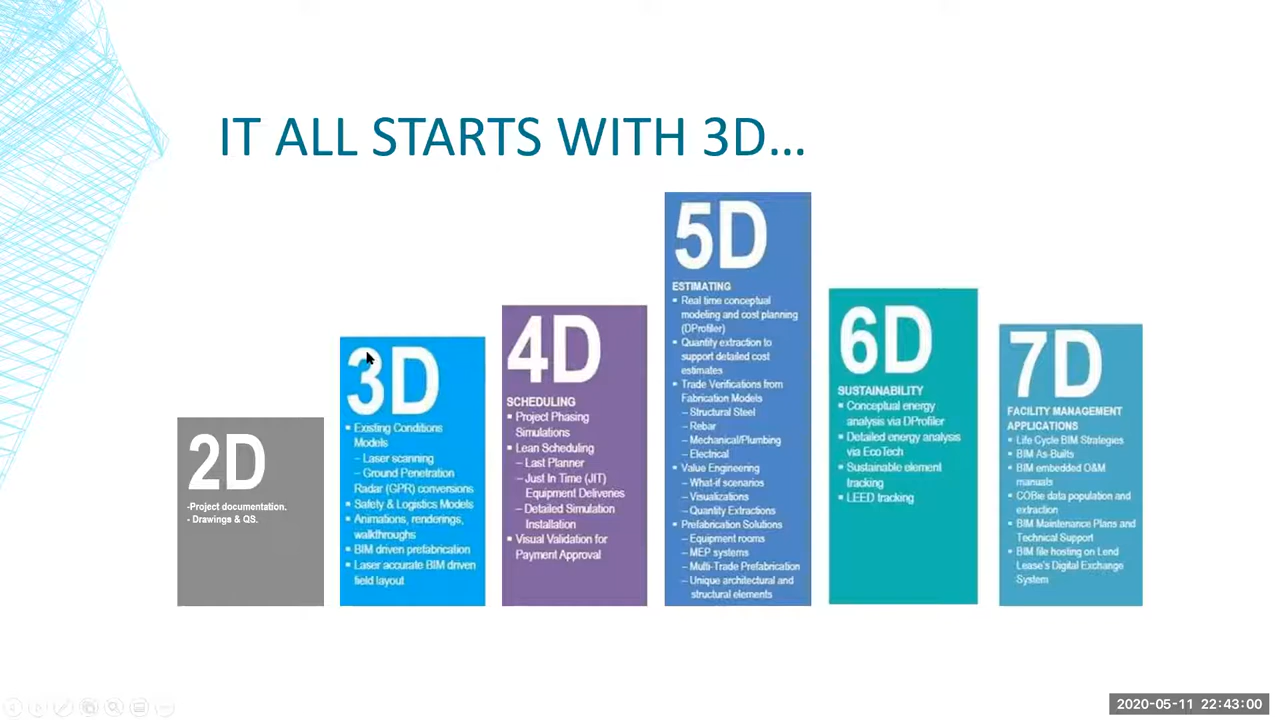 IT ALL STARTS WITH 3D...
2D
-Project documentation.
- Drawings & QS.
3D
▪ Existing Conditions
Models
– Laser scanning
– Ground Penetration
Radar (GPR) conversions
▪ Safety & Logistics Models
▪ Animations, renderings,
walkthroughs
▪ BIM driven prefabrication
▪ Laser accurate BIM driven
field layout
4D
SCHEDULING
▪ Project Phasing
Simulations
▪ Lean Scheduling
– Last Planner
– Just In Time (JIT)
Equipment Deliveries
– Detailed Simulation
Installation
▪ Visual Validation for
Payment Approval
5D
ESTIMATING
▪ Real time conceptual
modeling and cost planning
(DProfiler)
▪ Quantity extraction to
support detailed cost
estimates
▪ Trade Verifications from
Fabrication Models
– Structural Steel
– Rebar
– Mechanical/Plumbing
– Electrical
▪ Value Engineering
– What-if scenarios
– Visualizations
– Quantity Extractions
▪ Prefabrication Solutions
– Equipment rooms
– MEP systems
– Multi-Trade Prefabrication
– Unique architectural and
structural elements
6D
SUSTAINABILITY
▪ Conceptual energy
analysis via DProfiler
▪ Detailed energy analysis
via EcoTech
▪ Sustainable element
tracking
▪ LEED tracking
7D
FACILITY MANAGEMENT
APPLICATIONS
▪ Life Cycle BIM Strategies
▪ BIM As-Builts
▪ BIM embedded O&M
manuals
▪ COBie data population and
extraction
▪ BIM Maintenance Plans and
Technical Support
▪ BIM file hosting on Lend
Lease's Digital Exchange
System
2020-05-11 22:43:00